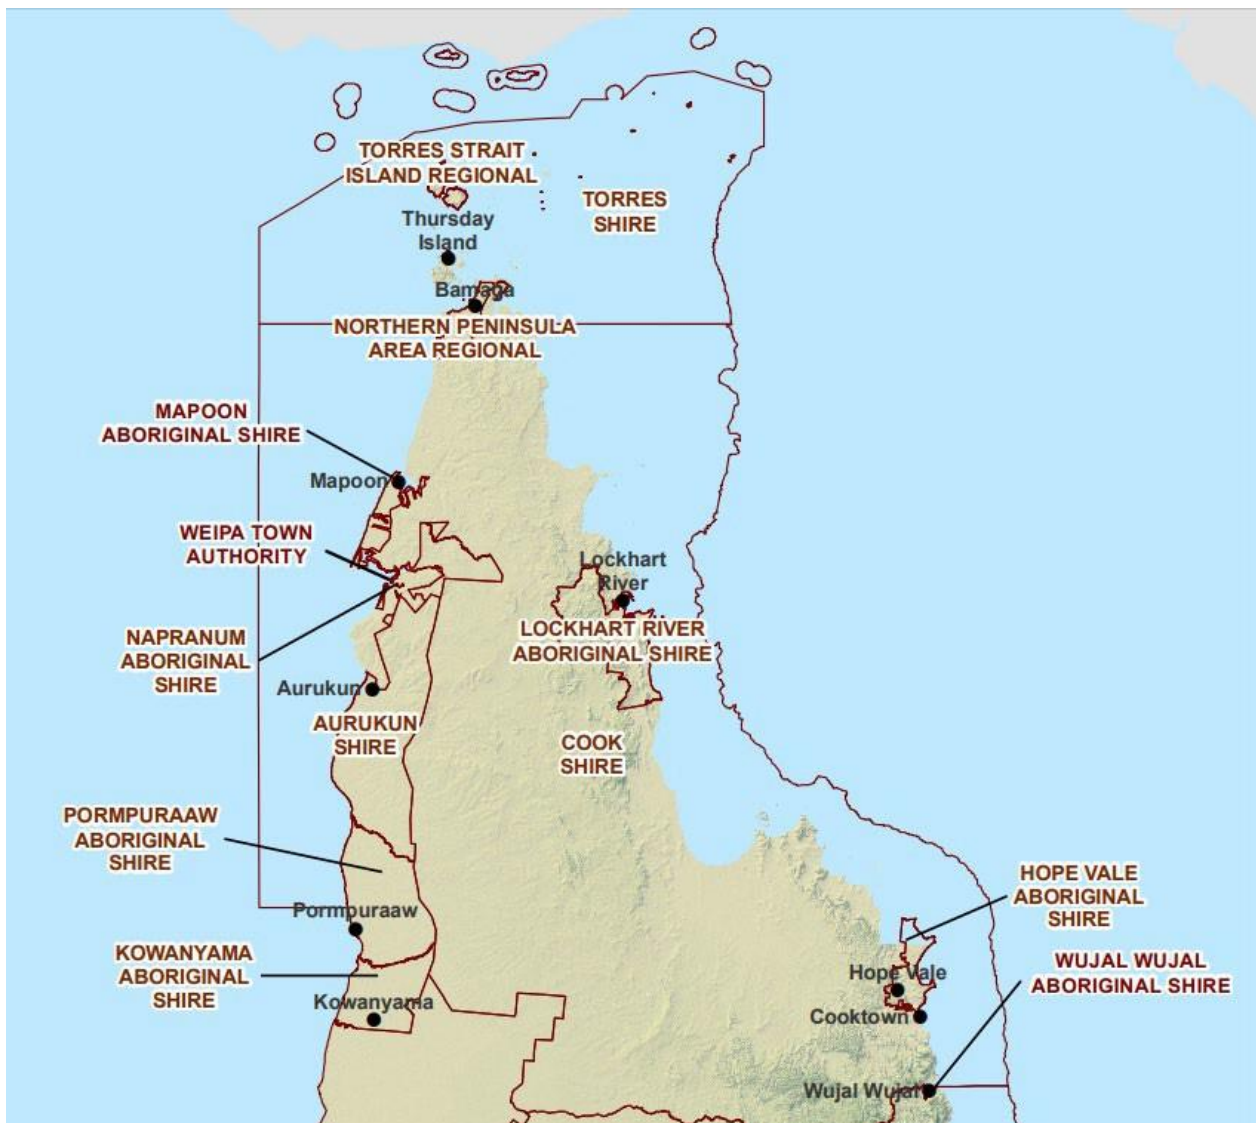 TORRES STRAIT
ISLAND REGIONAL
TORRES
SHIRE
Thursday
Island
Bamaga
NORTHERN PENINSULA
AREA REGIONAL
MAPOON
ABORIGINAL SHIRE
Mapoon
WEIPA TOWN
AUTHORITY
Lockhart
River
LOCKHART RIVER
ABORIGINAL SHIRE
NAPRANUM
ABORIGINAL
SHIRE
Aurukun
AURUKUN
SHIRE
COOK
SHIRE
PORMPURAAW
ABORIGINAL
SHIRE
HOPE VALE
ABORIGINAL
SHIRE
Pormpuraaw
KOWANYAMA
ABORIGINAL
SHIRE
WUJAL WUJAL
ABORIGINAL SHIRE
Hope Vale
Kowanyama
Cooktown
Wujal Wujal